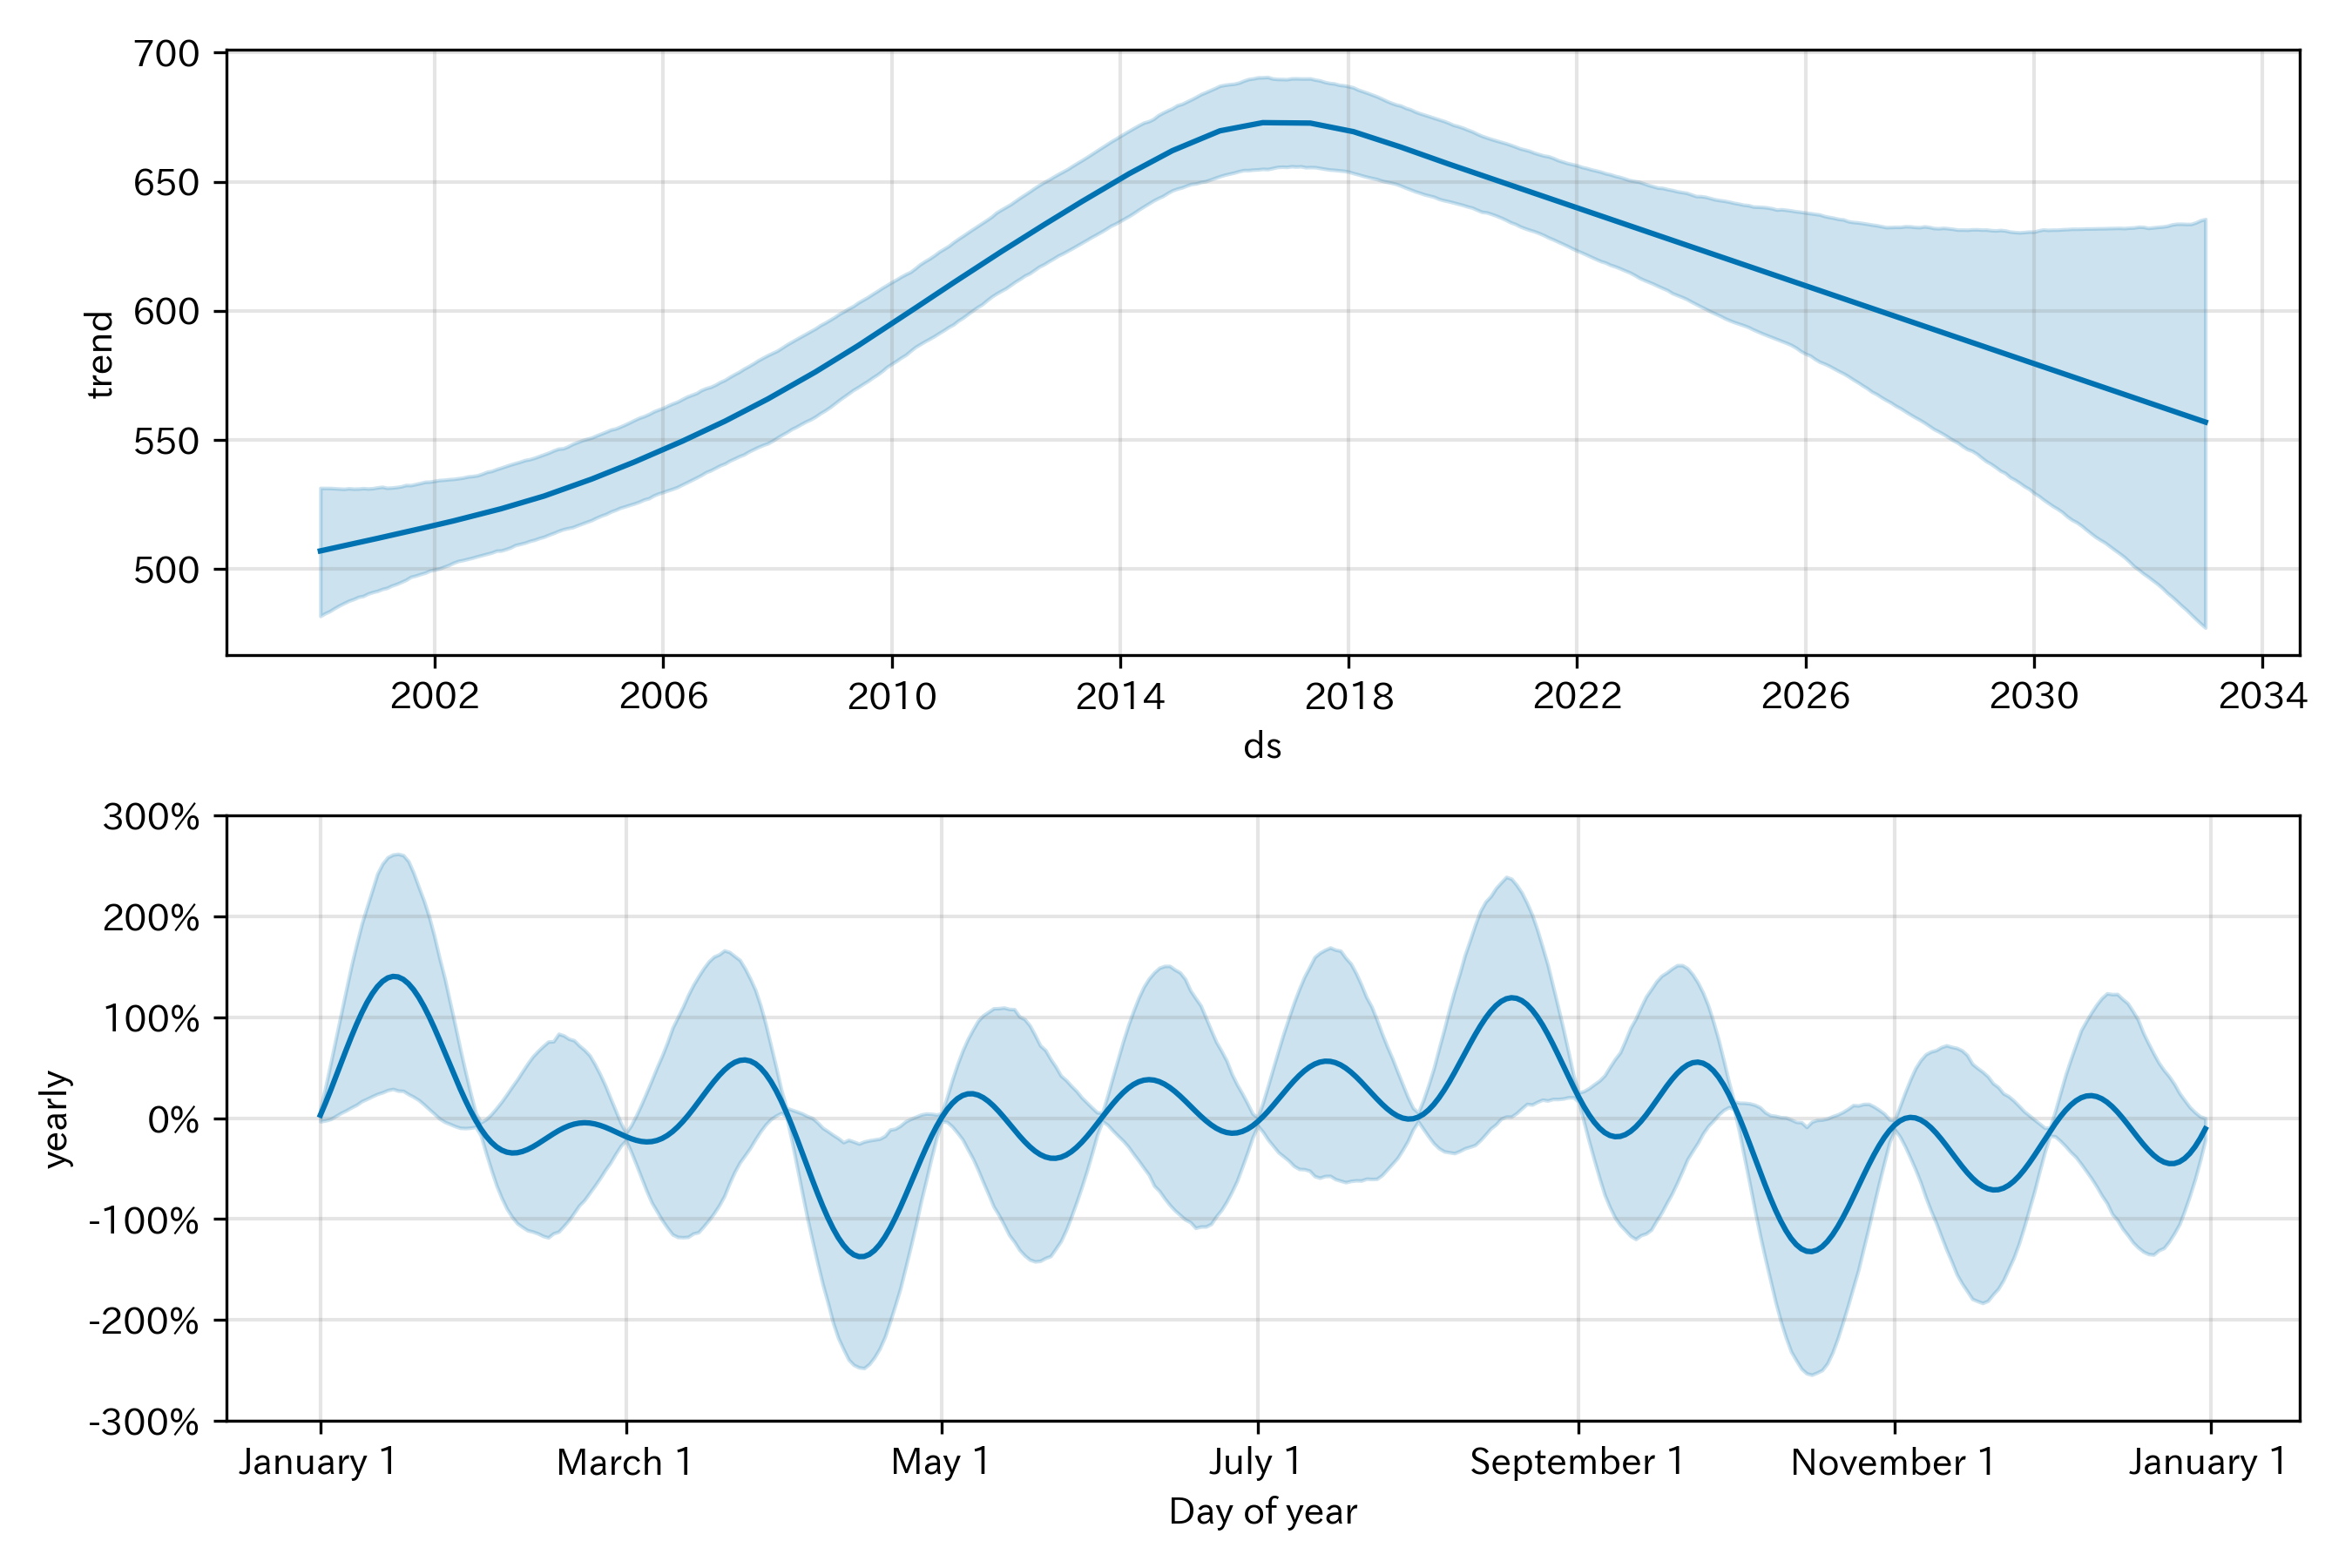 700
650
600
550
500
trend
2002 2006 2010 2014 2018 2022 2026 2030 2034
ds
300%
200%
100%
0%
-100%
-200%
-300%
yearly
January 1 March 1 May 1 July 1 September 1 November 1 January 1
Day of year